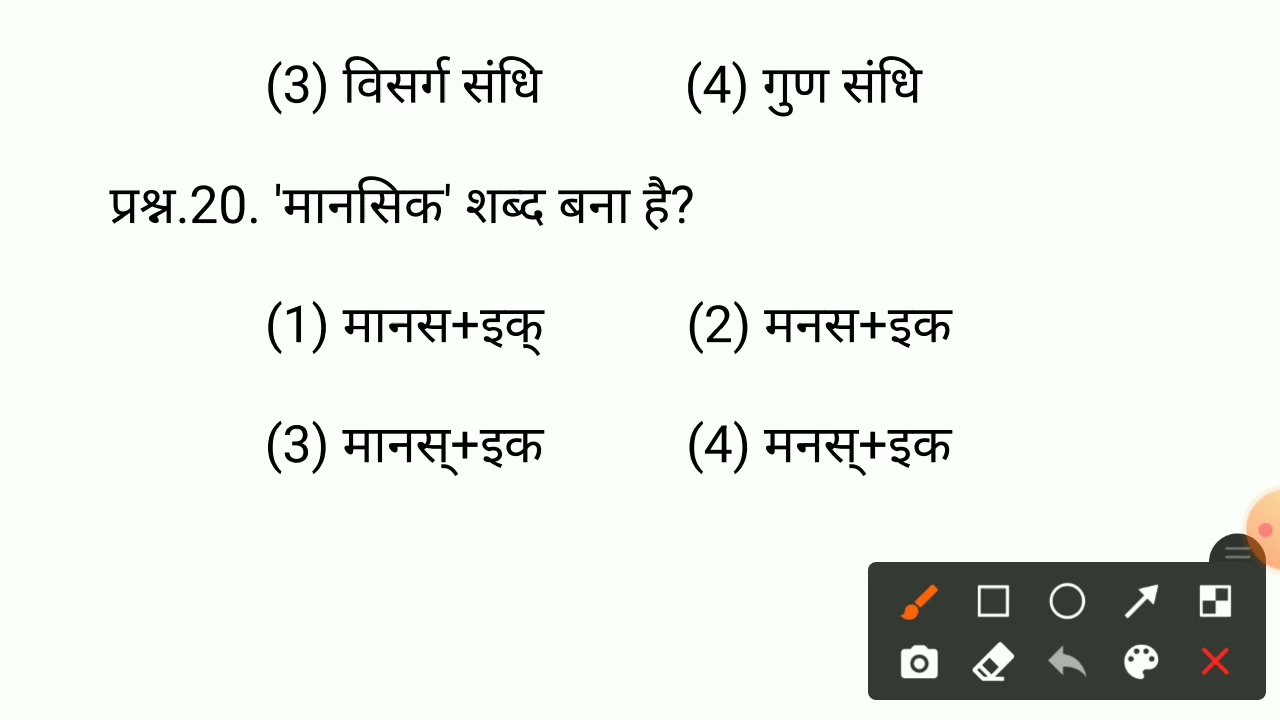 (3) विसर्ग संधि (4) गुण संधि
प्रश्न.20. 'मानसिक' शब्द बना है?
(1) मानस+इक् (2) मनस+इक
(3) मानस्+इक (4) मनस्+इक